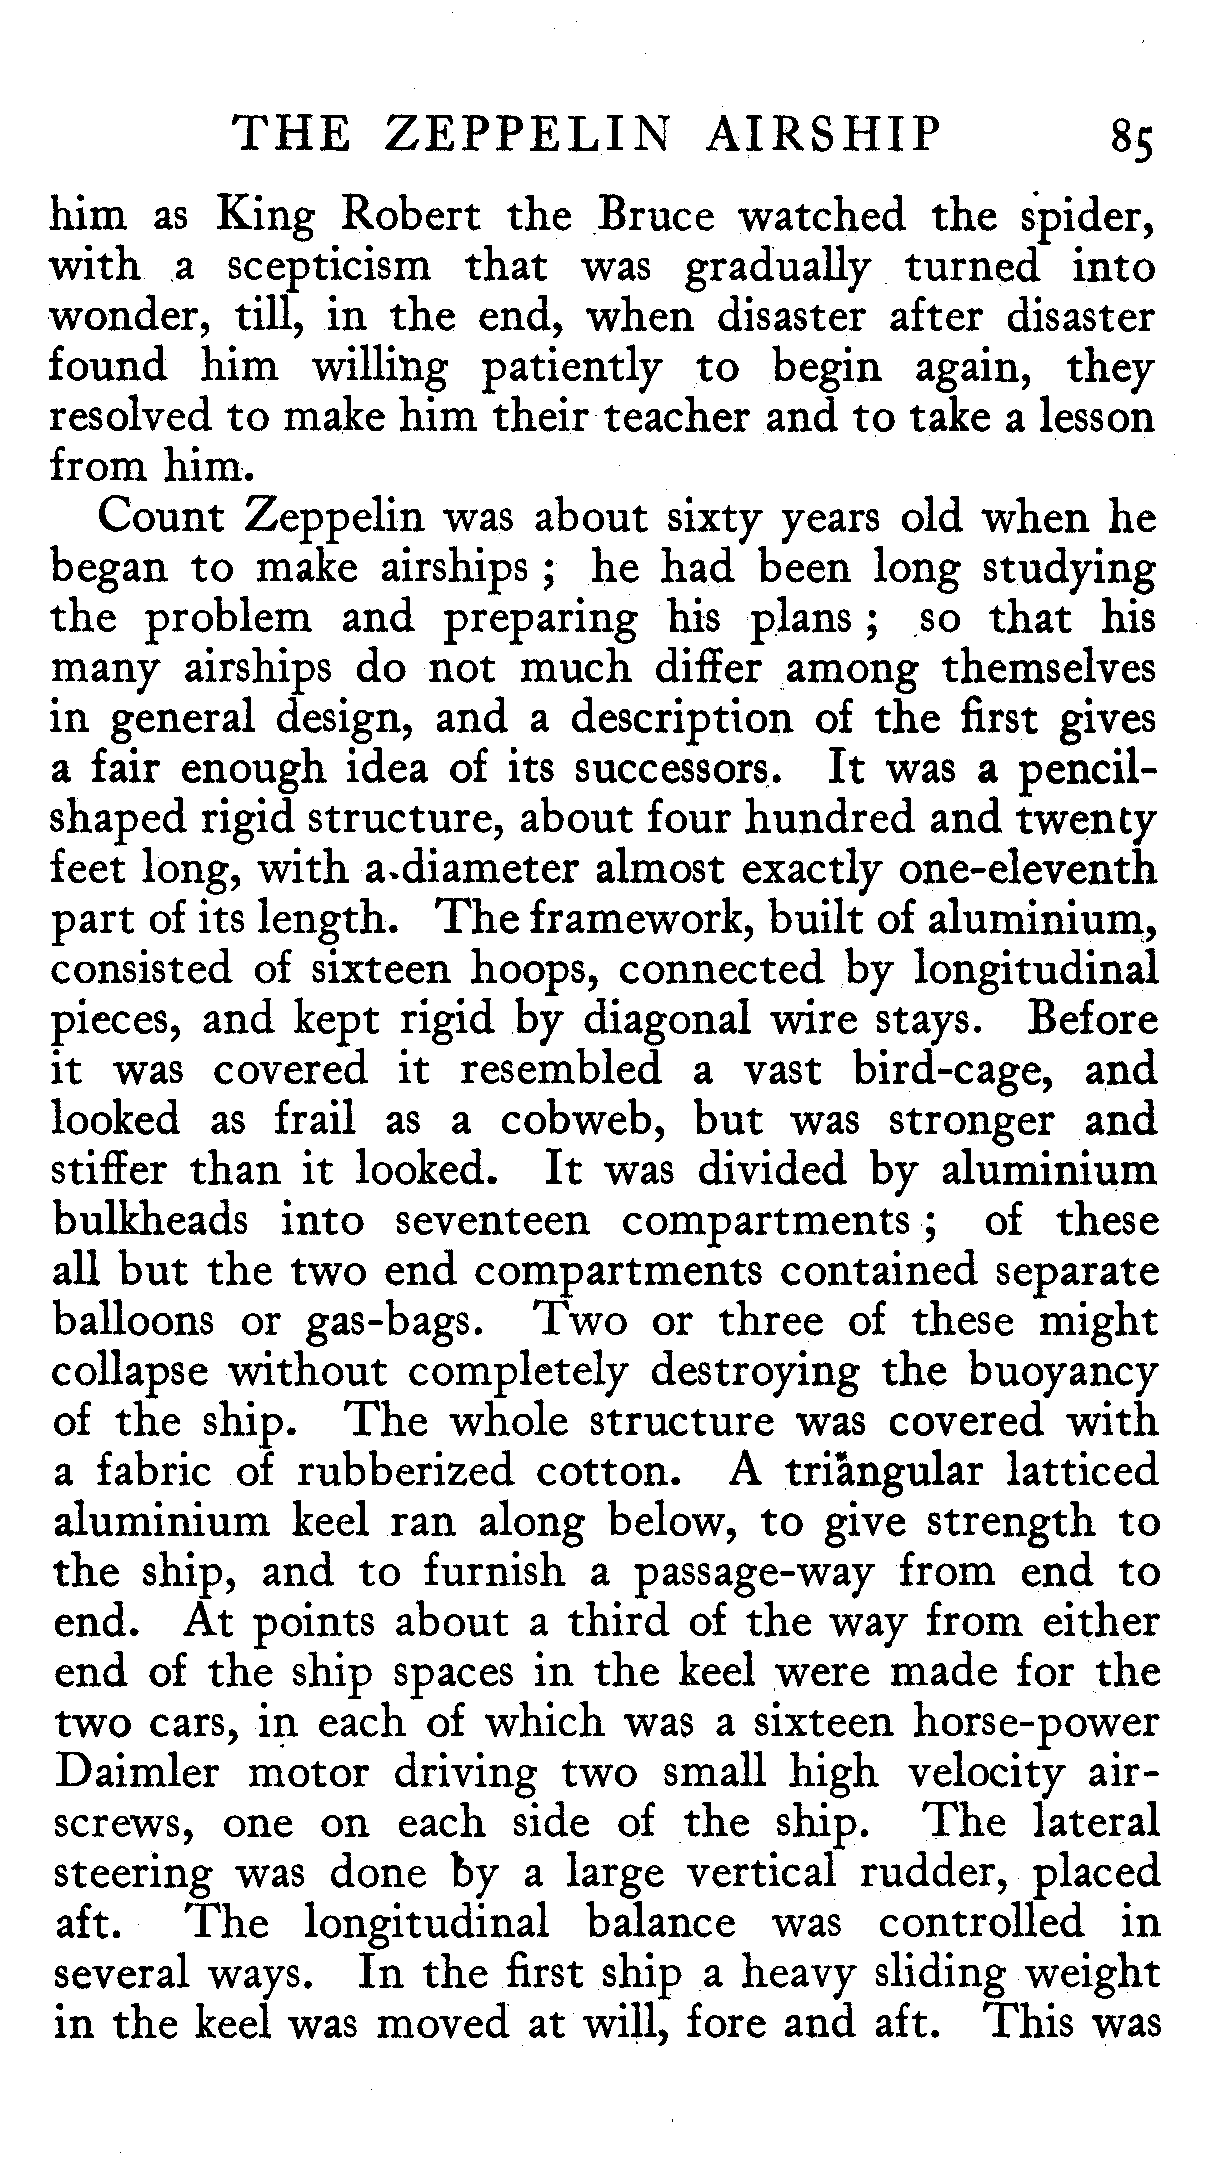 THE ZEPPELIN AIRSHIP 85
him as King Robert the Bruce watched the spider,
with a scepticism that was gradually turned into
wonder, till, in the end, when disaster after disaster
found him willing patiently to begin again, they
resolved to make him their teacher and to take a lesson
from him.
Count Zeppelin was about sixty years old when he
began to make airships ; he had been long studying
the problem and preparing his plans ; so that his
many airships do not much differ among themselves
in general design, and a description of the first gives
a fair enough idea of its successors. It was a pencil-
shaped rigid structure, about four hundred and twenty
feet long, with a diameter almost exactly one-eleventh
part of its length. The framework, built of aluminium,
consisted of sixteen hoops, connected by longitudinal
pieces, and kept rigid by diagonal wire stays. Before
it was covered it resembled a vast bird-cage, and
looked as frail as a cobweb, but was stronger and
stiffer than it looked. It was divided by aluminium
bulkheads into seventeen compartments ; of these
all but the two end compartments contained separate
balloons or gas-bags. Two or three of these might
collapse without completely destroying the buoyancy
of the ship. The whole structure was covered with
a fabric of rubberized cotton. A triangular latticed
aluminium keel ran along below, to give strength to
the ship, and to furnish a passage-way from end to
end. At points about a third of the way from either
end of the ship spaces in the keel were made for the
two cars, in each of which was a sixteen horse-power
Daimler motor driving two small high velocity air-
screws, one on each side of the ship. The lateral
steering was done by a large vertical rudder, placed
aft. The longitudinal balance was controlled in
several ways. In the first ship a heavy sliding weight
in the keel was moved at will, fore and aft. This was